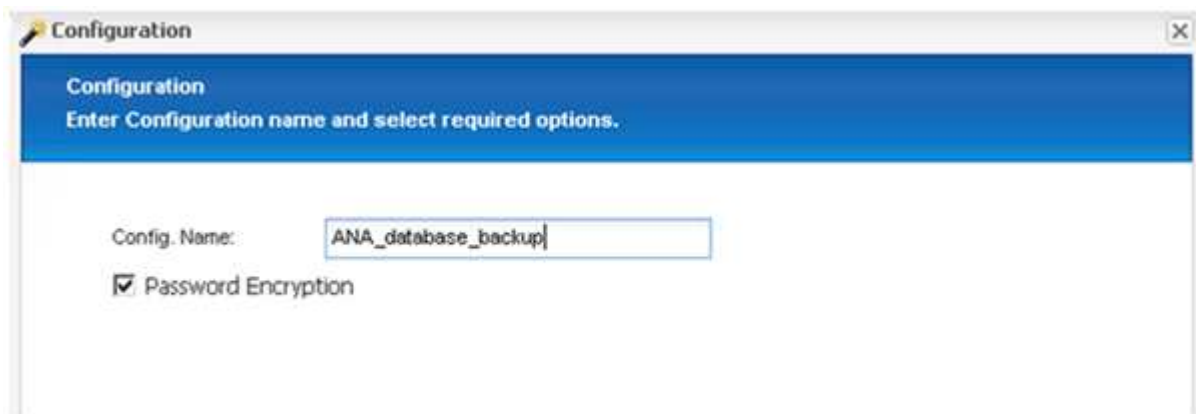 Configuration
Configuration
Enter Configuration name and select required options.
Config. Name: ANA_database_backup
Password Encryption